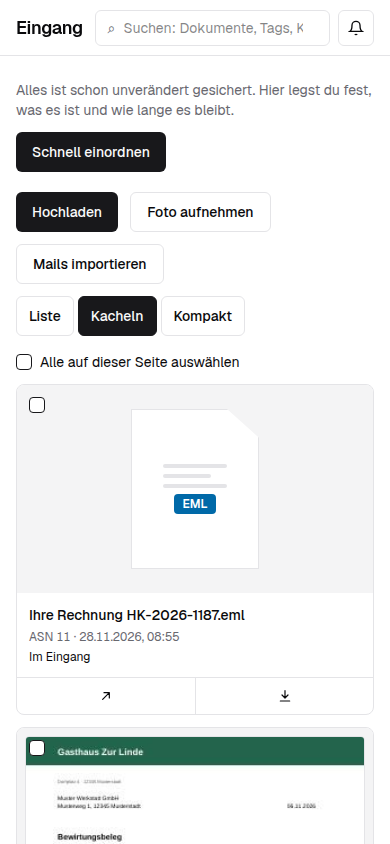 Eingang
Suchen: Dokumente, Tags, K
Alles ist schon unverändert gesichert. Hier legst du fest,
was es ist und wie lange es bleibt.
Schnell einordnen
Hochladen
Foto aufnehmen
Mails importieren
Liste
Kacheln
Kompakt
Alle auf dieser Seite auswählen
EML
Ihre Rechnung HK-2026-1187.eml
ASN 11 · 28.11.2026, 08:55
Im Eingang
Gasthaus Zur Linde
Muster Werkstatt GmbH
Musterweg 1, 12345 Musterstadt
06.11.2026
Bewirtungsbeleg